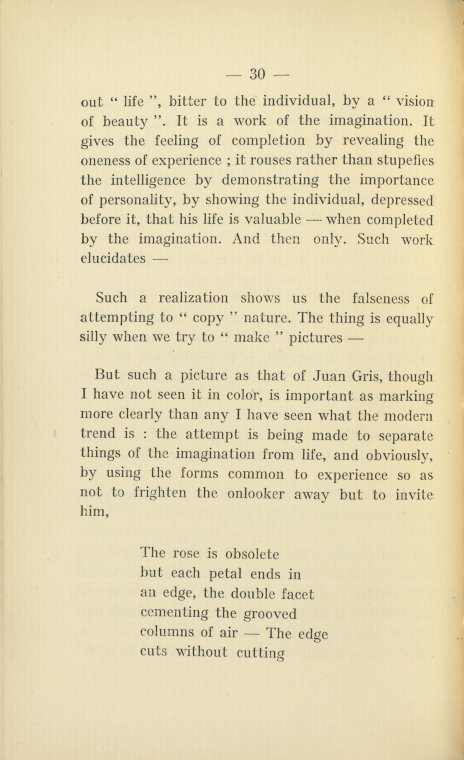 — 30 —
out “ life ”, bitter to the individual, by a “ vision
of beauty ”. It is a work of the imagination. It
gives the feeling of completion by revealing the
oneness of experience ; it rouses rather than stupefies
the intelligence by demonstrating the importance
of personality, by showing the individual, depressed
before it, that his life is valuable — when completed
by the imagination. And then only. Such work
elucidates —
Such a realization shows us the falseness of
attempting to “ copy ” nature. The thing is equally
silly when we try to “ make ” pictures —
But such a picture as that of Juan Gris, though
I have not seen it in color, is important as marking
more clearly than any I have seen what the modern
trend is : the attempt is being made to separate
things of the imagination from life, and obviously,
by using the forms common to experience so as
not to frighten the onlooker away but to invite
him,
The rose is obsolete
but each petal ends in
an edge, the double facet
cementing the grooved
columns of air — The edge
cuts without cutting